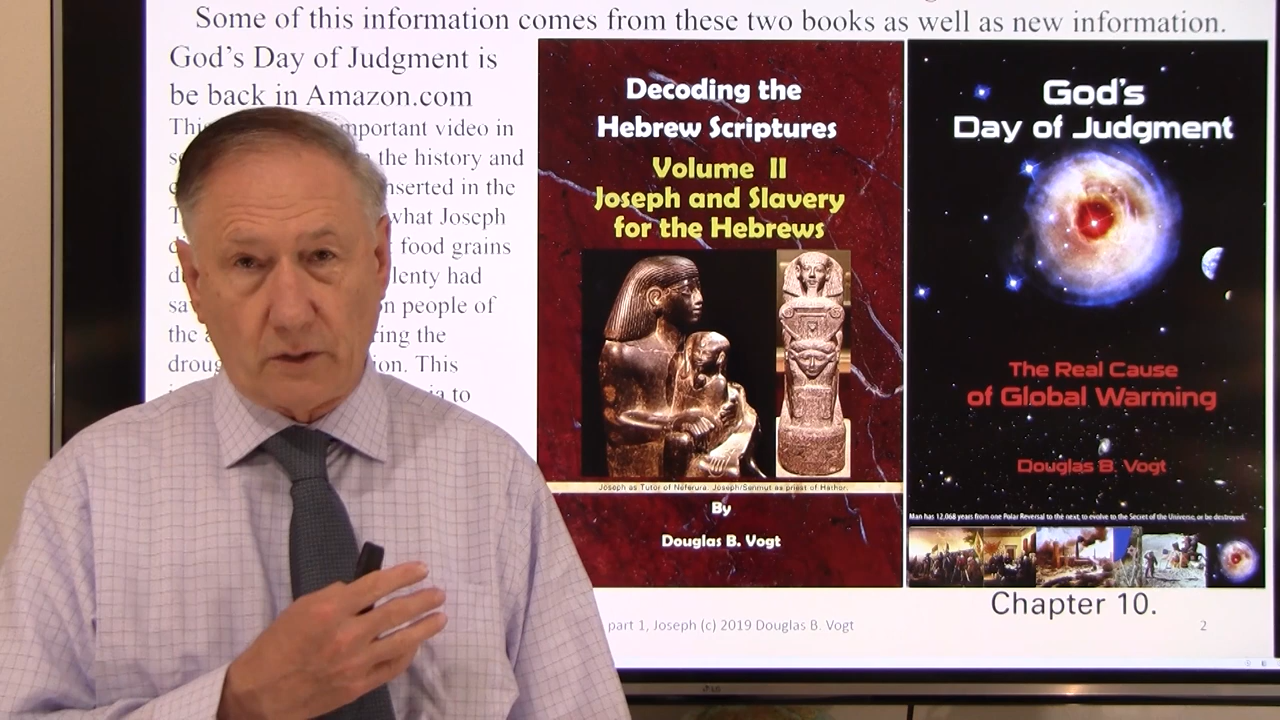 Some of this information comes from these two books as well as new information.
God's Day of Judgment is
be back in Amazon.com
mportant video in
the history and
nserted in the
what Joseph
food grains
lenty had
people of
the
ring the
ion. This
to
Decoding the
Hebrew Scriptures
Volume II
Joseph and Slavery
for the Hebrews
Joseph as Tutor of Neferura. Joseph/Senmut as priest of Hathor.
By
Douglas B. Vogt
God's
Day of Judgment
The Real Cause
of Global Warming
Douglas B. Vogt
Man has 12,068 years from one Polar Reversal to the next, to evolve to the Secret of the Universe, or be destroyed.
Chapter 10.
part 1, Joseph (c) 2019 Douglas B. Vogt
2
LG